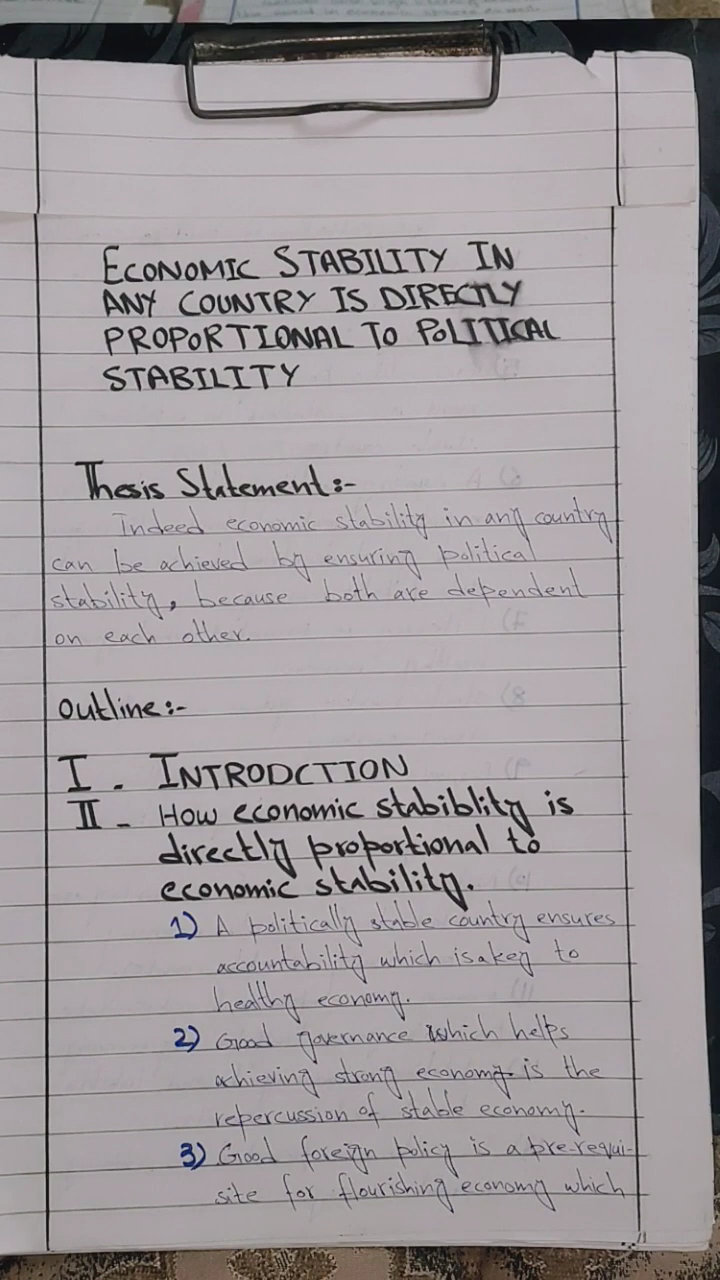 ECONOMIC STABILITY IN
ANY COUNTRY IS DIRECTLY
PROPORTIONAL TO POLITICAL
STABILITY
Thesis Statement:-
Indeed economic stability in any country
can be achieved by ensuring political
stability, because both are dependent
on each other.
outline:-
I. INTRODCTION
II - How economic stabiblity is
directly proportional to
economic stability.
1) A politically stable country ensures
accountability which is a key to
healthy economy.
2) Good governance which helps
achieving strong economy is the
repercussion of stable economy.
3) Good foreign policy is a pre-requi-
site for flourishing economy which